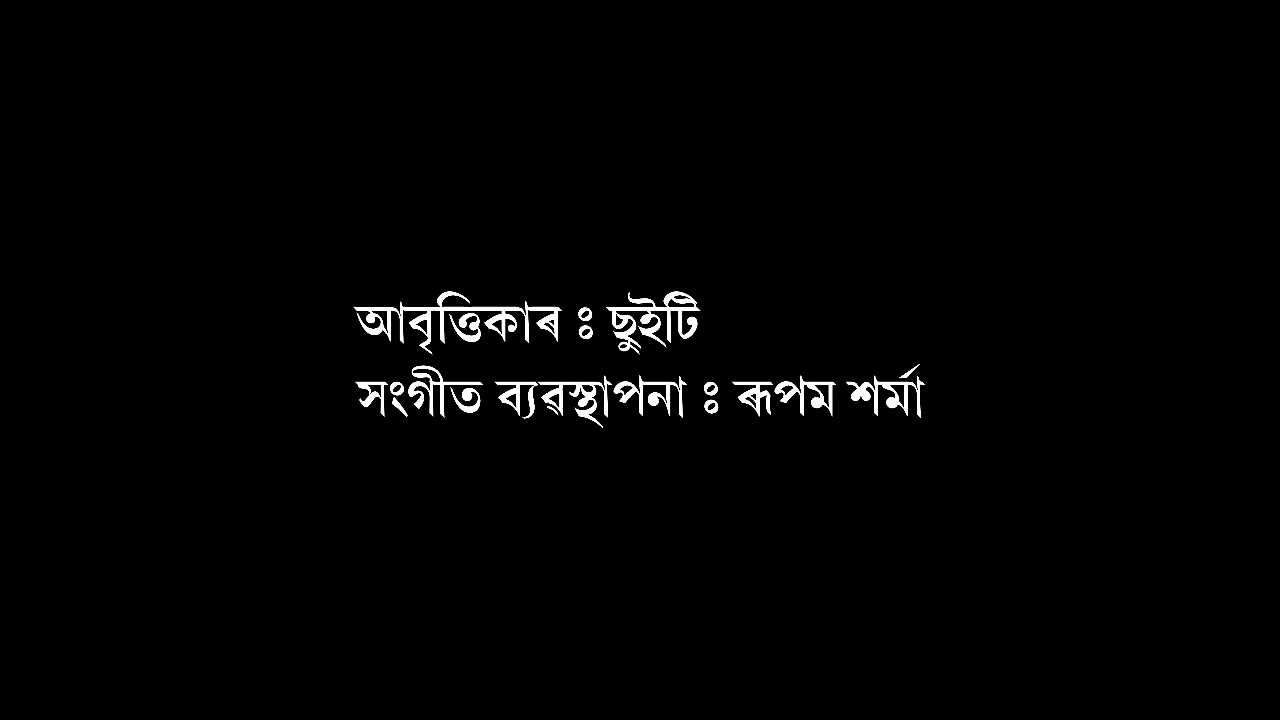 আবৃত্তিকাৰ ঃ ছুইটি
সংগীত ব্যৱস্থাপনা ঃ ৰূপম শৰ্মা